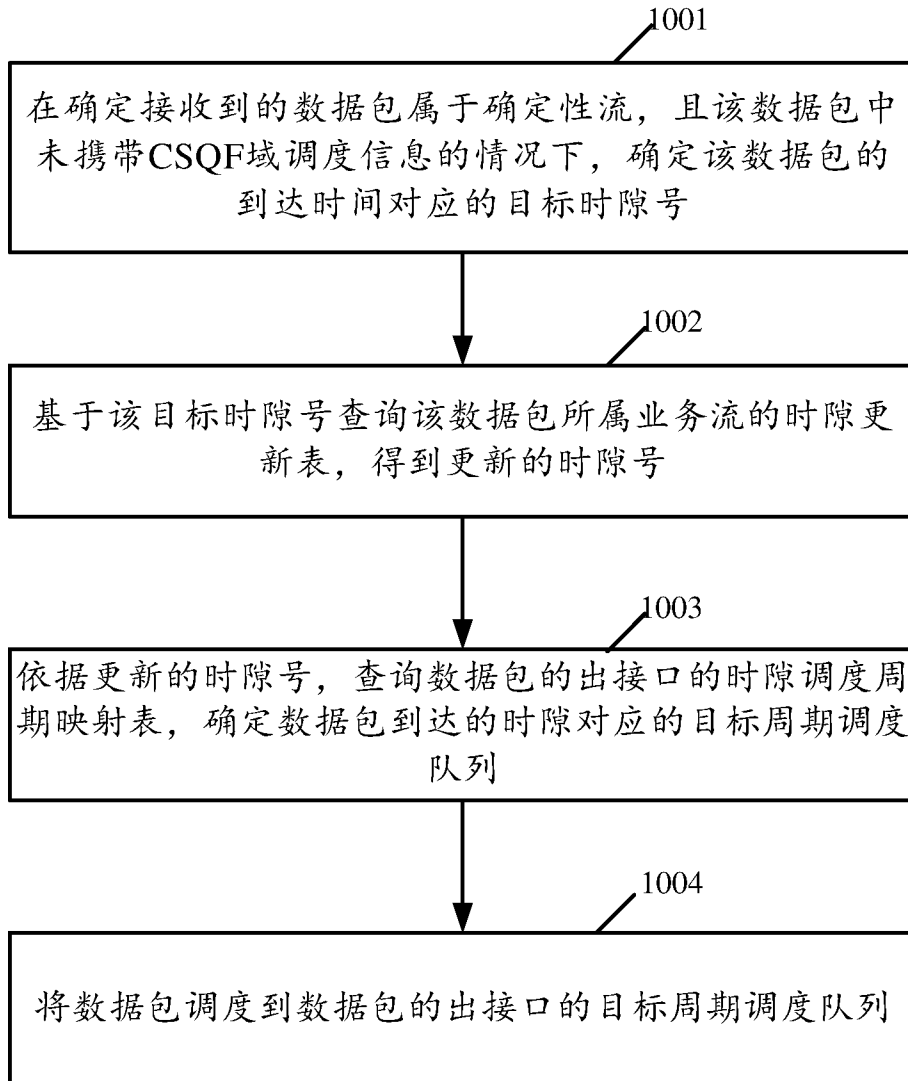 1001
在确定接收到的数据包属于确定性流，且该数据包中
未携带CSQF域调度信息的情况下，确定该数据包的
到达时间对应的目标时隙号
1002
基于该目标时隙号查询该数据包所属业务流的时隙更
新表，得到更新的时隙号
1003
依据更新的时隙号，查询数据包的出接口的时隙调度周
期映射表，确定数据包到达的时隙对应的目标周期调度
队列
1004
将数据包调度到数据包的出接口的目标周期调度队列